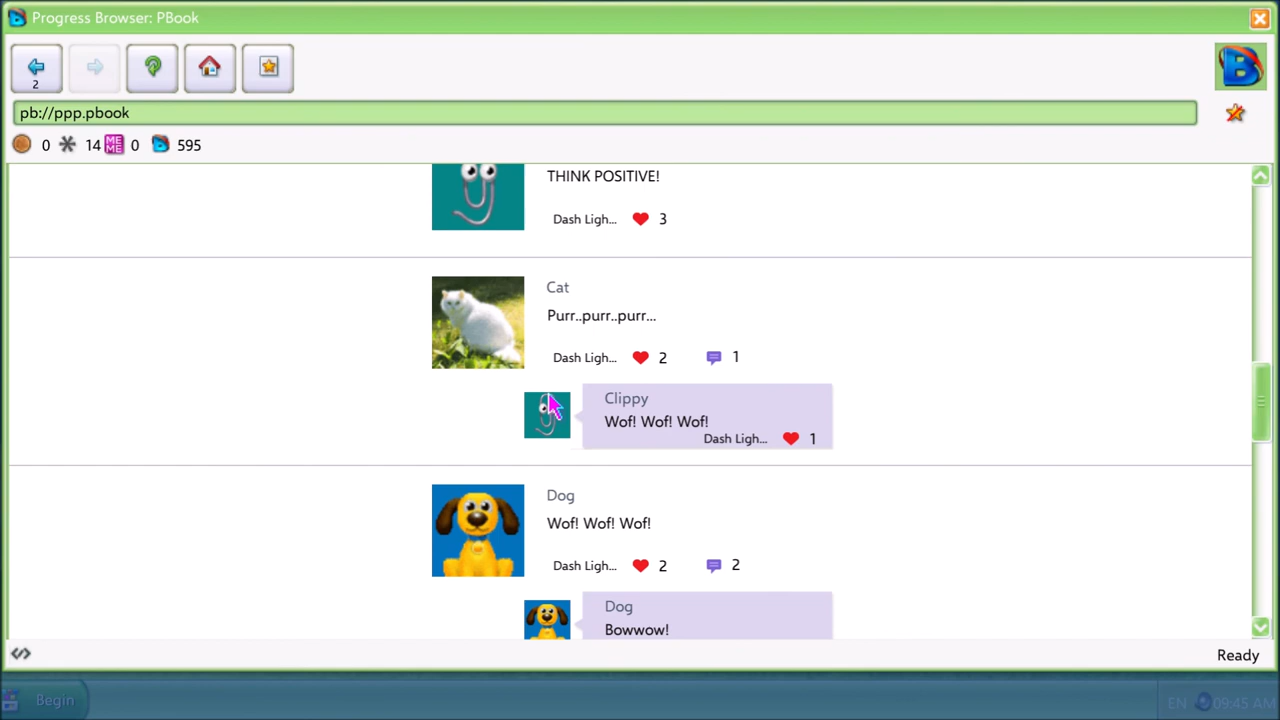 Progress Browser: PBook
2
pb://ppp.pbook
0 14 MEME 0 595
THINK POSITIVE!
Dash Ligh... 3
Cat
Purr..purr..purr...
Dash Ligh... 2 1
Clippy
Wof! Wof! Wof!
Dash Ligh... 1
Dog
Wof! Wof! Wof!
Dash Ligh... 2 2
Dog
Bowwow!
Ready
Begin EN 09:45 AM